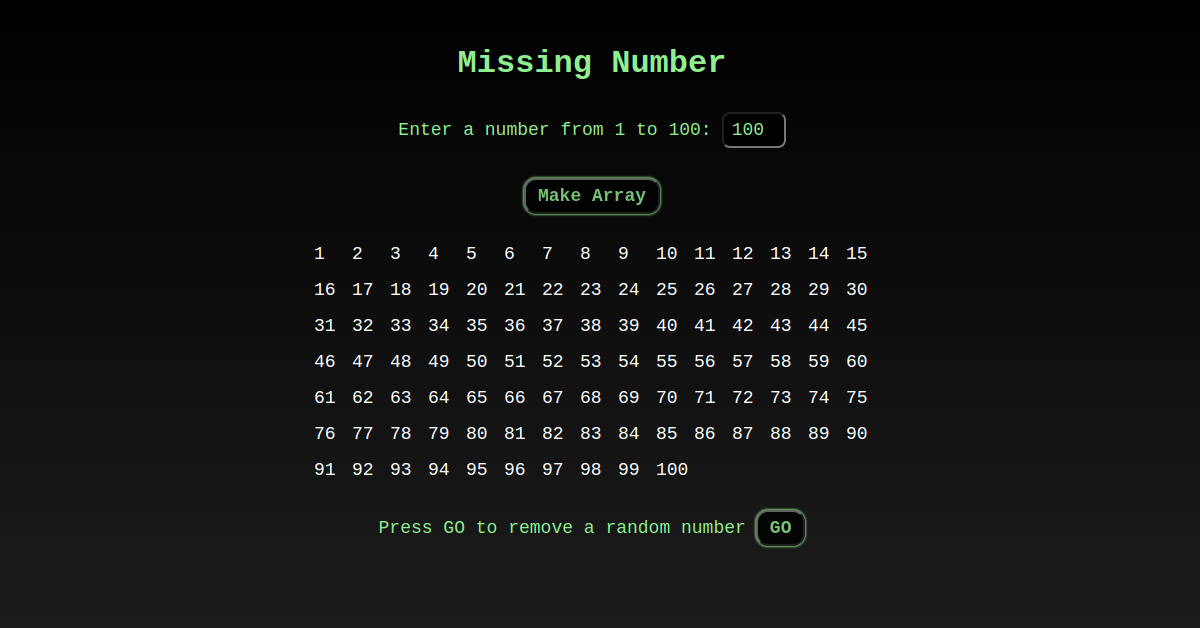 Missing Number
Enter a number from 1 to 100: 100
Make Array
1 2 3 4 5 6 7 8 9 10 11 12 13 14 15
16 17 18 19 20 21 22 23 24 25 26 27 28 29 30
31 32 33 34 35 36 37 38 39 40 41 42 43 44 45
46 47 48 49 50 51 52 53 54 55 56 57 58 59 60
61 62 63 64 65 66 67 68 69 70 71 72 73 74 75
76 77 78 79 80 81 82 83 84 85 86 87 88 89 90
91 92 93 94 95 96 97 98 99 100
Press GO to remove a random number GO